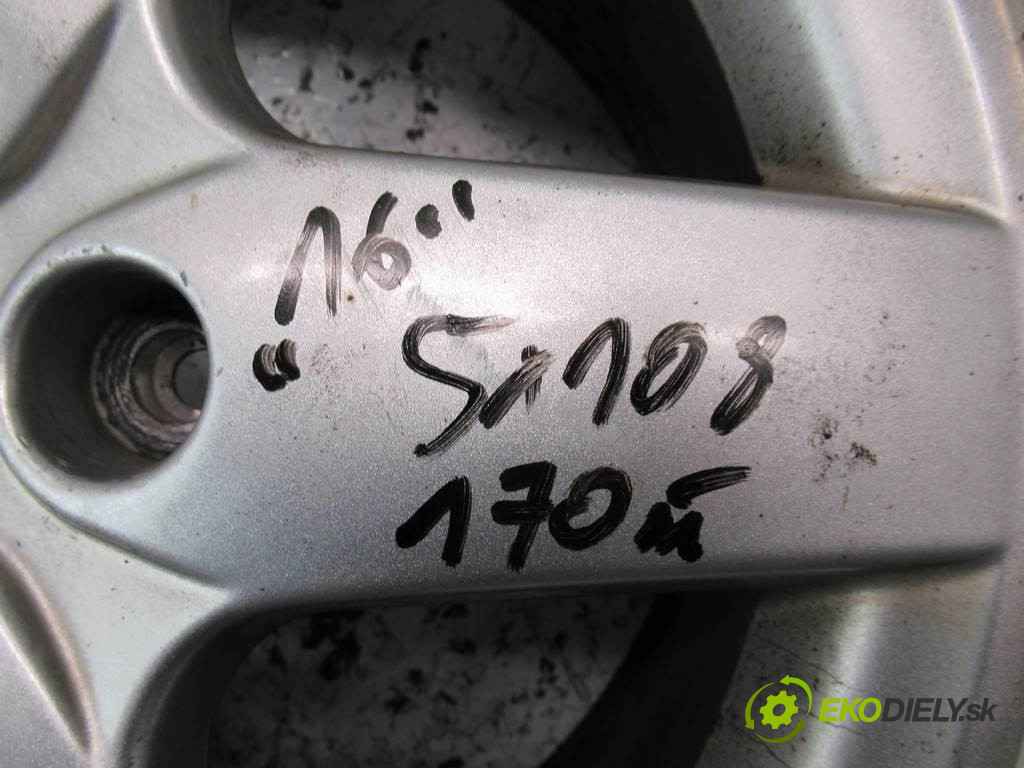 16"
5x108
170
EKODIELY.sk